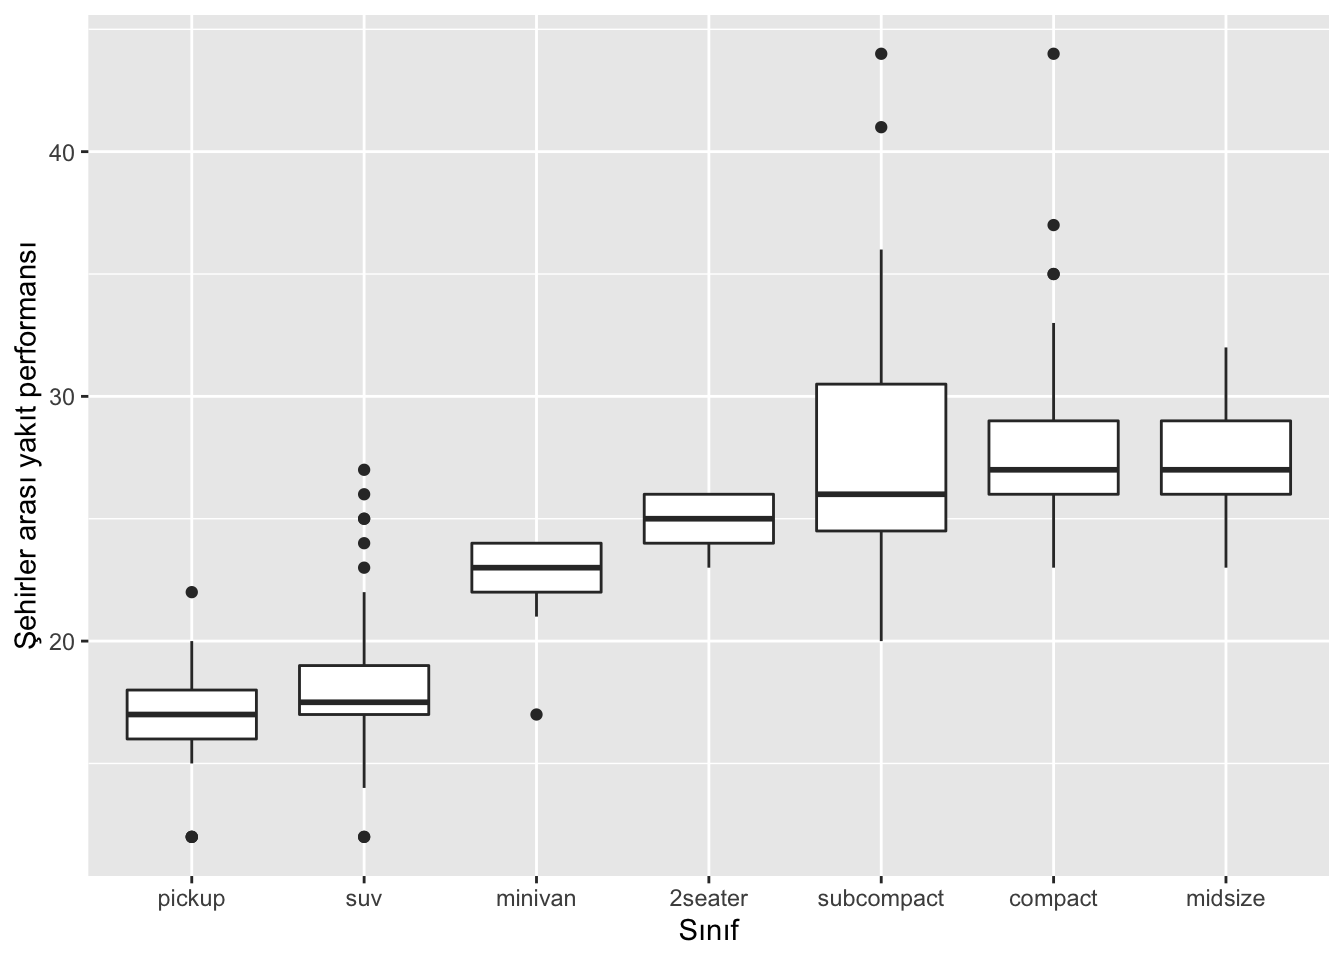 Şehirler arası yakıt performansı
40
30
20
pickup suv minivan 2seater subcompact compact midsize
Sınıf